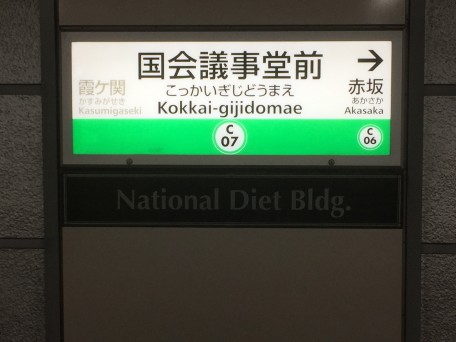 国会議事堂前
こっかいぎじどうまえ
Kokkai-gijidomae
霞ケ関
かすみがせき
Kasumigaseki
→
赤坂
あかさか
Akasaka
C
07
C
06
National Diet Bldg.